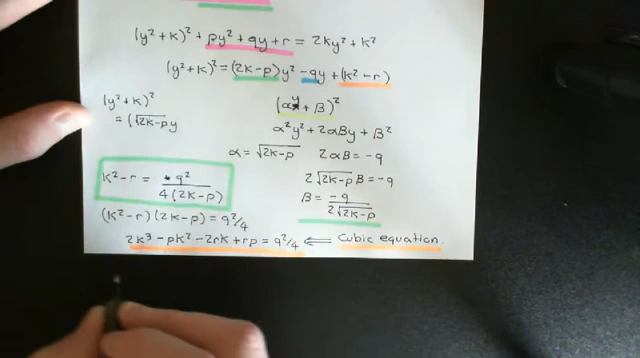 (y² + k)² + py² + qy + r = 2ky² + k²
(y² + k)² = (2k-p)y² - qy + (k² - r)
(y² + k)²
= (√2k-p y
(αy + β)²
α²y² + 2αβy + β²
α = √2k-p 2αβ = -q
2√2k-p β = -q
β = -q / 2√2k-p
k² - r = q² / 4(2k-p)
(k² - r)(2k-p) = q²/4
2k³ - pk² - 2rk + rp = q²/4 ⇐ Cubic equation.